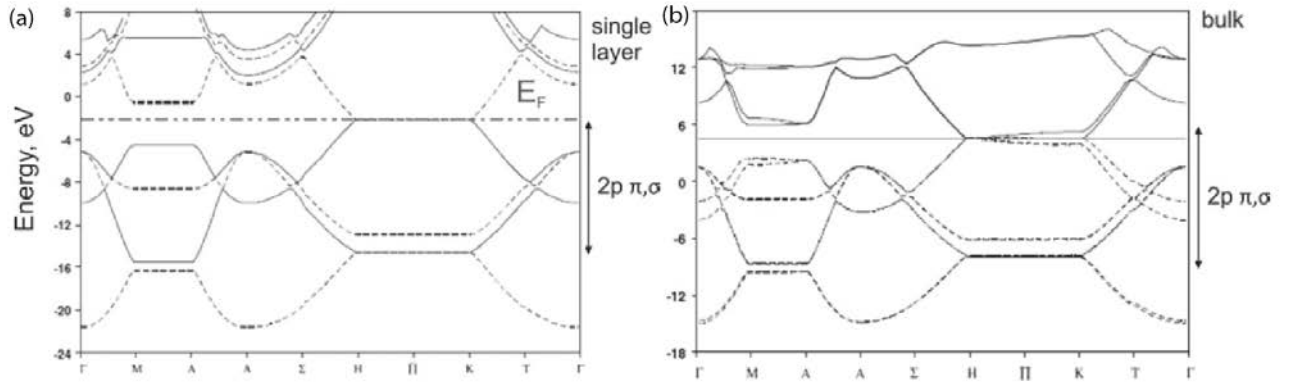 (a)
single
layer
E_F
Energy, eV
8
4
0
-4
-8
-12
-16
-20
-24
2p π,σ
Γ M A A Σ H Π K T Γ
(b)
bulk
12
6
0
-6
-12
-18
2p π,σ
Γ M A A Σ H Π K T Γ